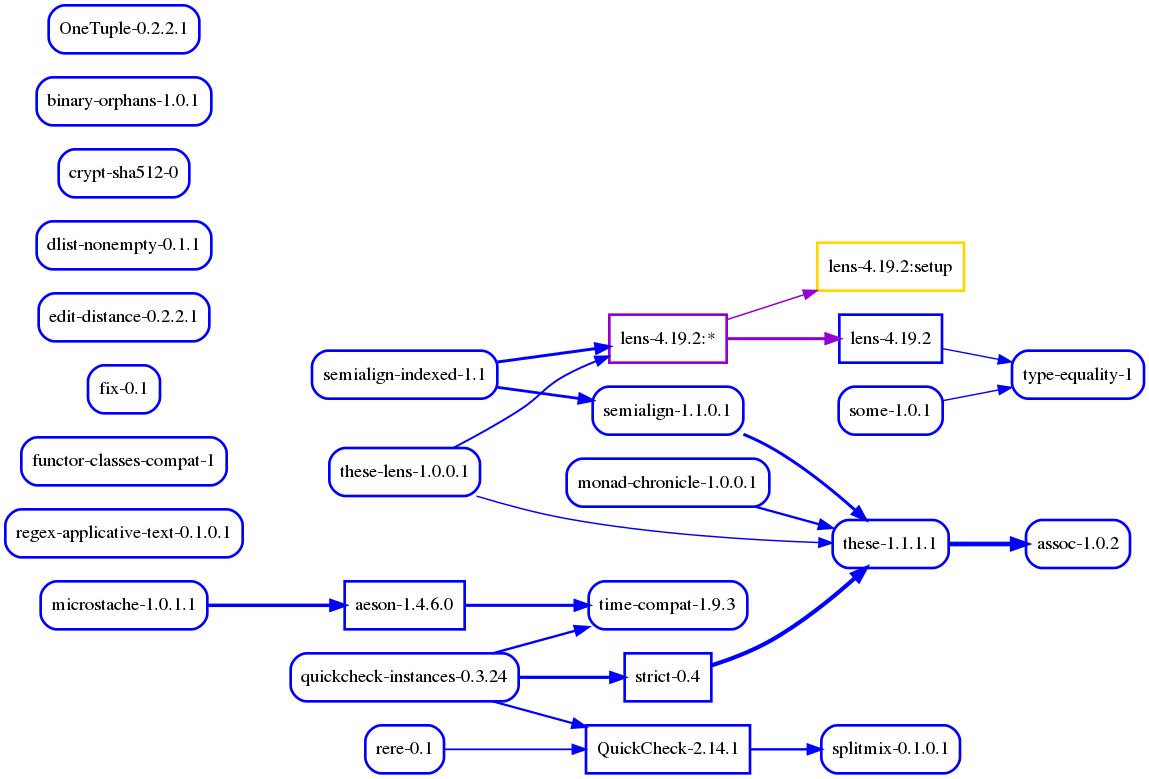 OneTuple-0.2.2.1
binary-orphans-1.0.1
crypt-sha512-0
dlist-nonempty-0.1.1
edit-distance-0.2.2.1
fix-0.1
functor-classes-compat-1
regex-applicative-text-0.1.0.1
microstache-1.0.1.1
semialign-indexed-1.1
these-lens-1.0.0.1
aeson-1.4.6.0
quickcheck-instances-0.3.24
rere-0.1
lens-4.19.2:*
semialign-1.1.0.1
monad-chronicle-1.0.0.1
time-compat-1.9.3
strict-0.4
QuickCheck-2.14.1
lens-4.19.2:setup
lens-4.19.2
some-1.0.1
these-1.1.1.1
splitmix-0.1.0.1
type-equality-1
assoc-1.0.2